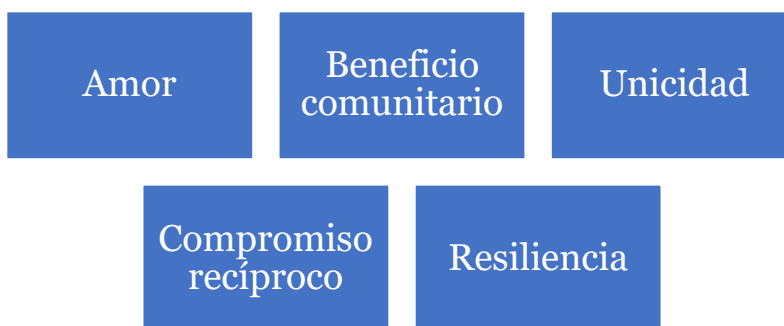 Amor
Beneficio
comunitario
Unicidad
Compromiso
recíproco
Resiliencia